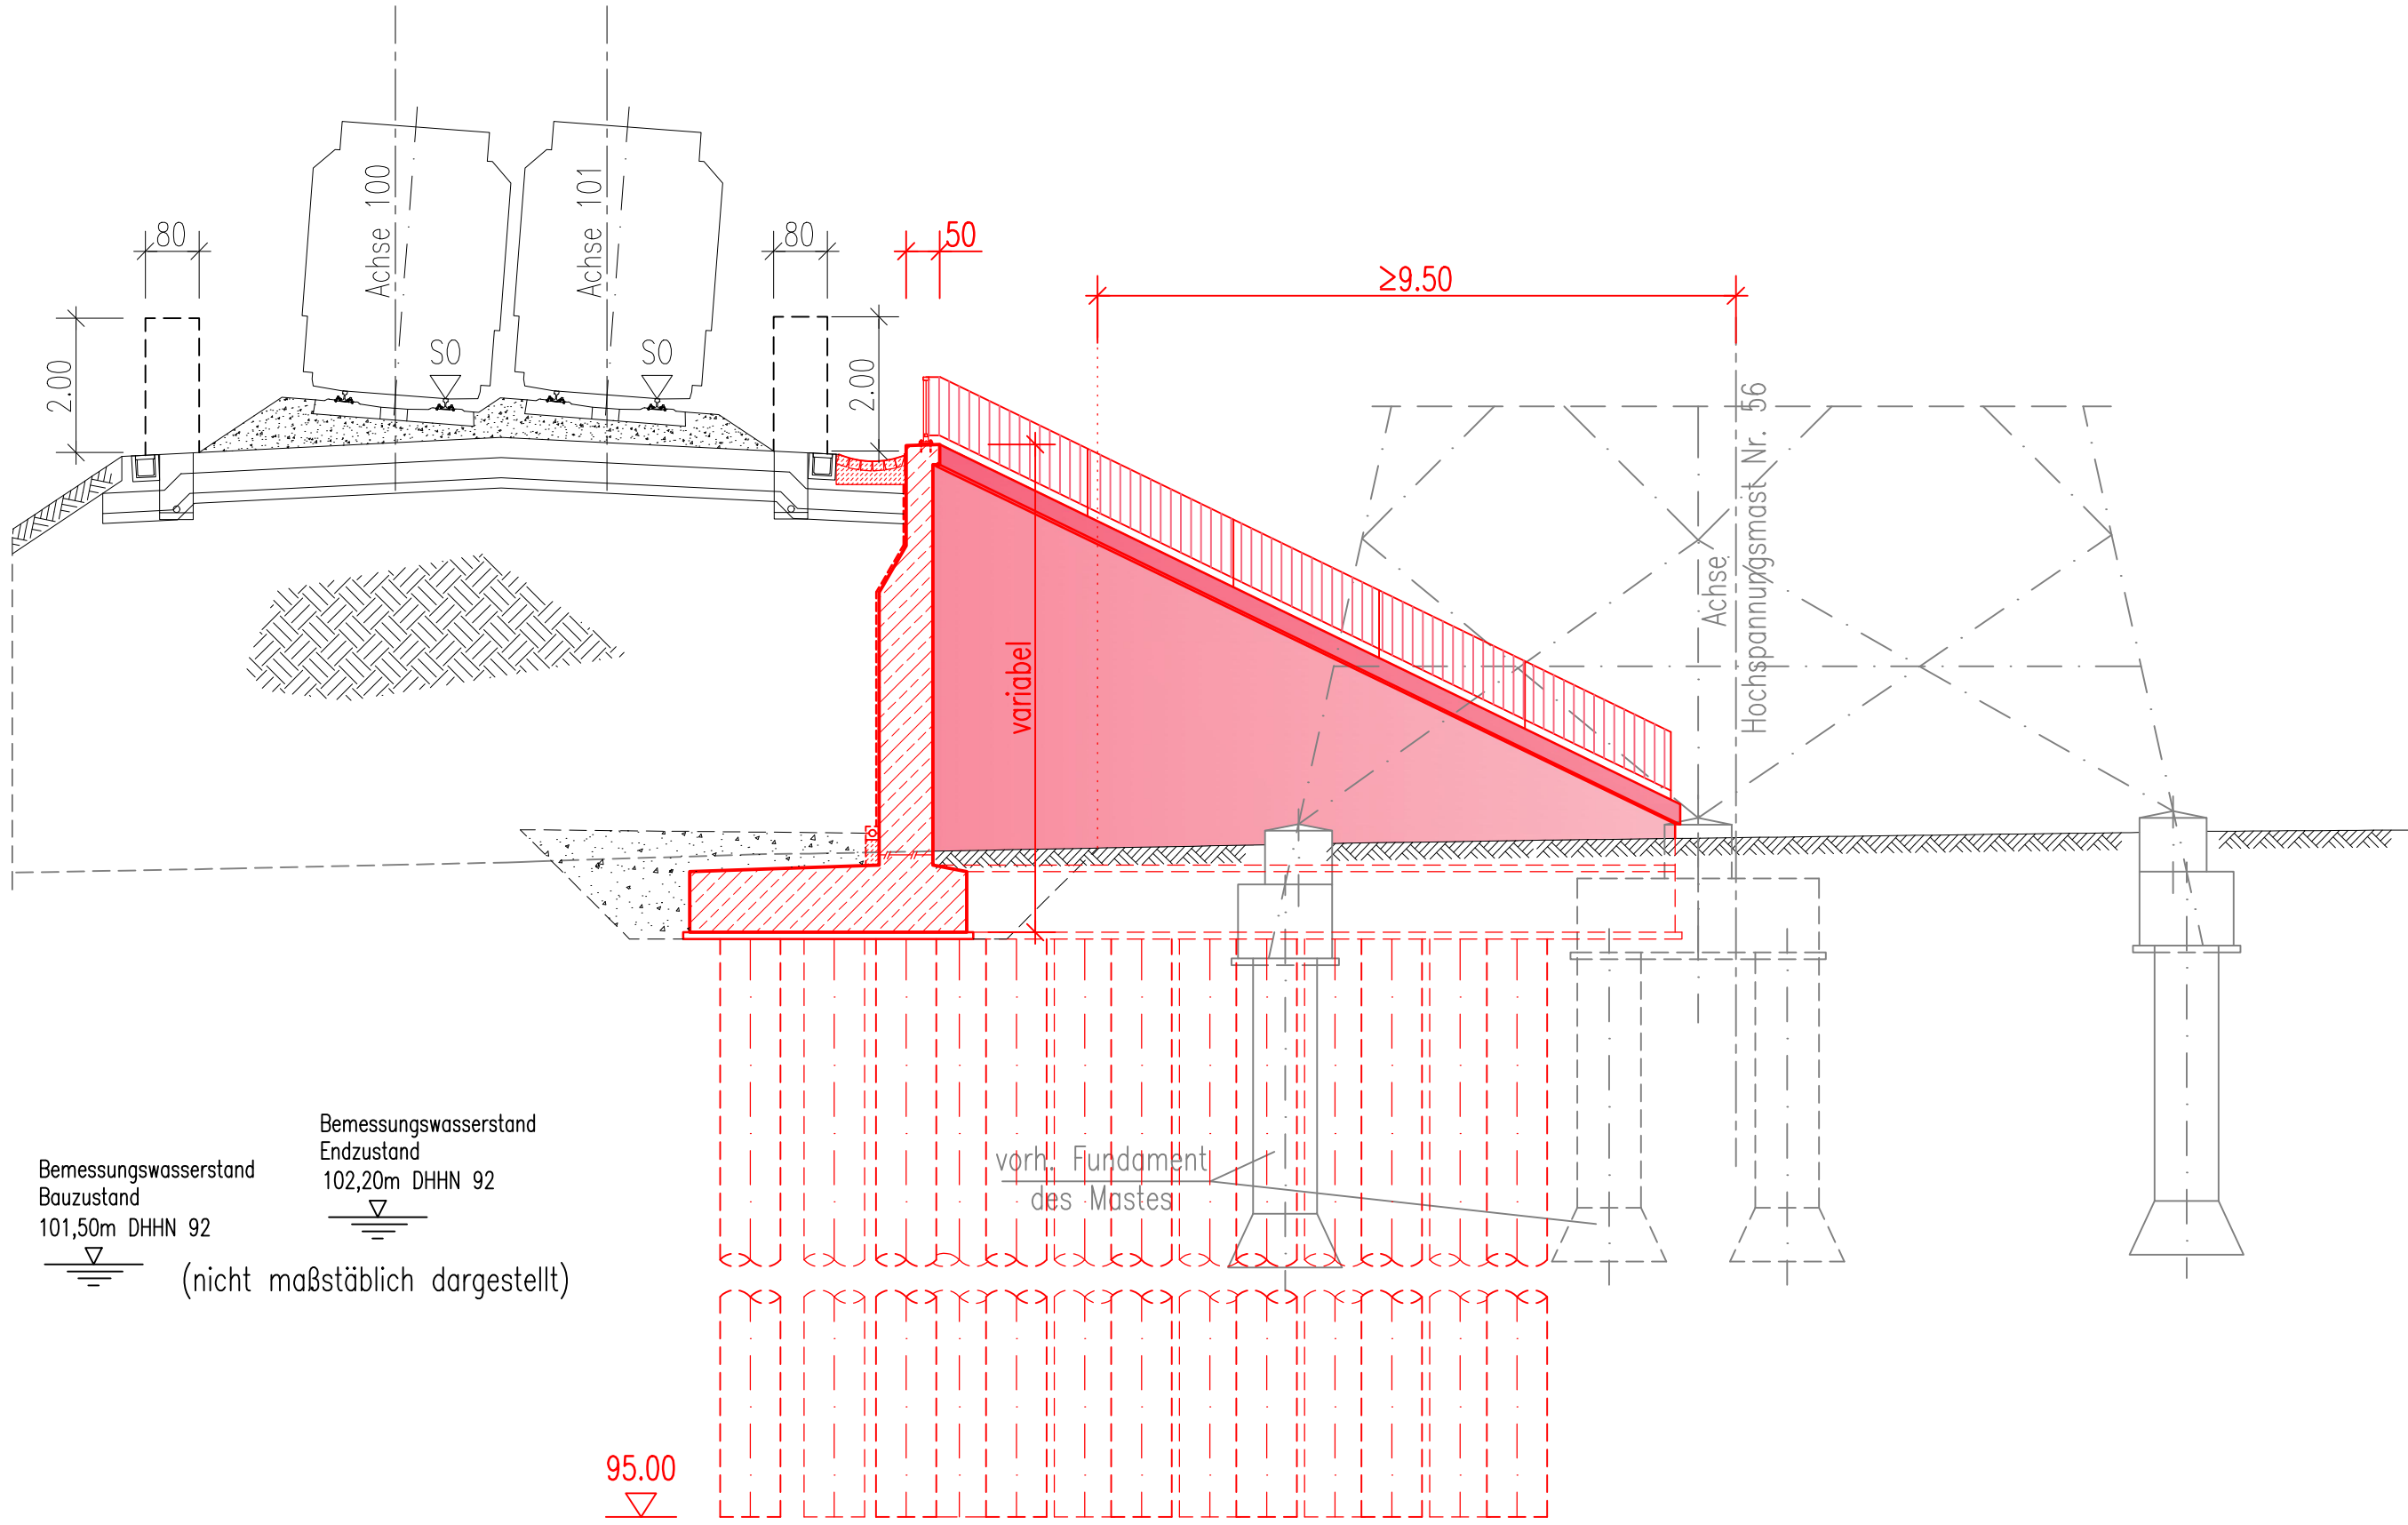 Achse 100
Achse 101
80
80
50
≥9.50
2.00
SO
SO
2.00
Achse
Hochspannungsmast Nr. 56
variabel
Bemessungswasserstand
Endzustand
102,20m DHHN 92
Bemessungswasserstand
Bauzustand
101,50m DHHN 92
(nicht maßstäblich dargestellt)
vorh. Fundament
des Mastes
95.00